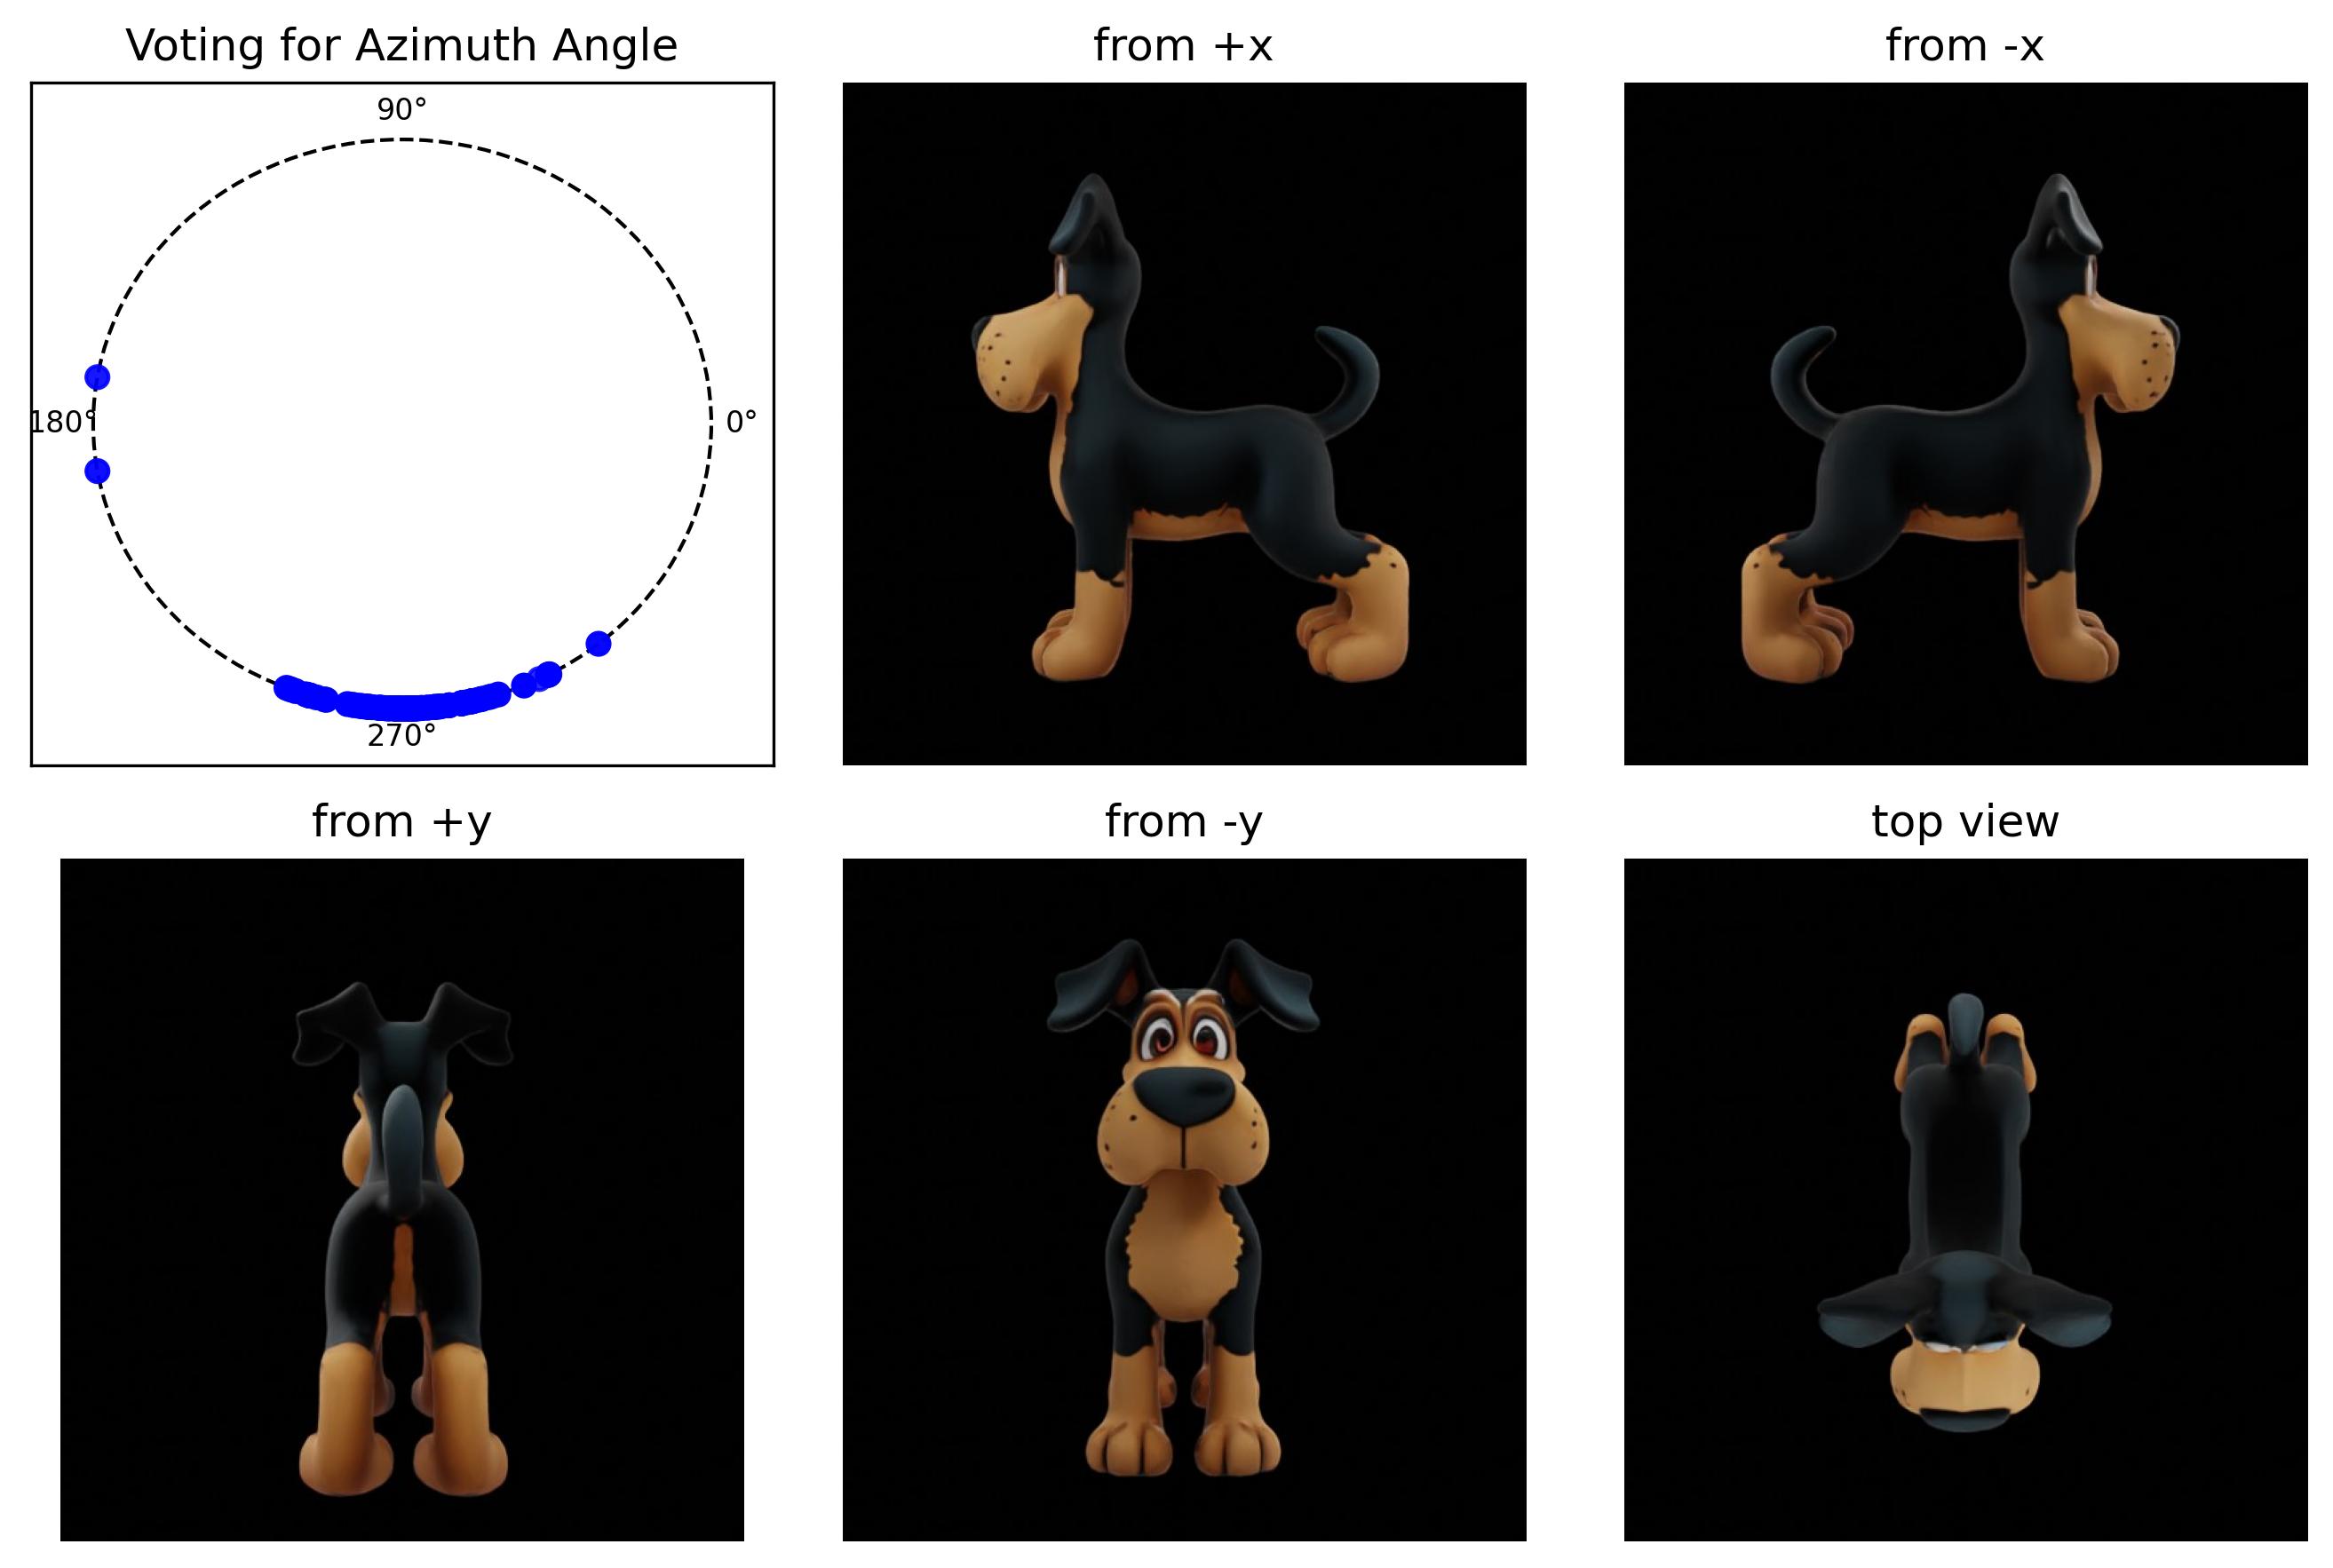 Voting for Azimuth Angle
from +x
from -x
90°
180°
0°
270°
from +y
from -y
top view